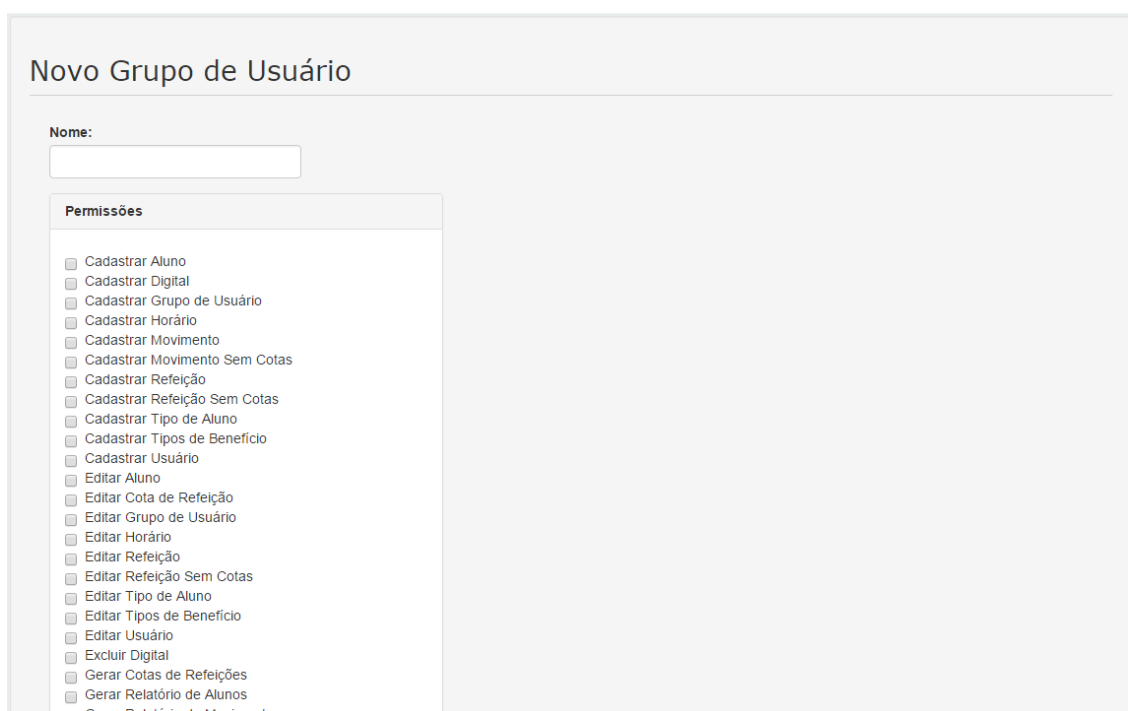 Novo Grupo de Usuário
Nome:
Permissões
Cadastrar Aluno
Cadastrar Digital
Cadastrar Grupo de Usuário
Cadastrar Horário
Cadastrar Movimento
Cadastrar Movimento Sem Cotas
Cadastrar Refeição
Cadastrar Refeição Sem Cotas
Cadastrar Tipo de Aluno
Cadastrar Tipos de Benefício
Cadastrar Usuário
Editar Aluno
Editar Cota de Refeição
Editar Grupo de Usuário
Editar Horário
Editar Refeição
Editar Refeição Sem Cotas
Editar Tipo de Aluno
Editar Tipos de Benefício
Editar Usuário
Excluir Digital
Gerar Cotas de Refeições
Gerar Relatório de Alunos